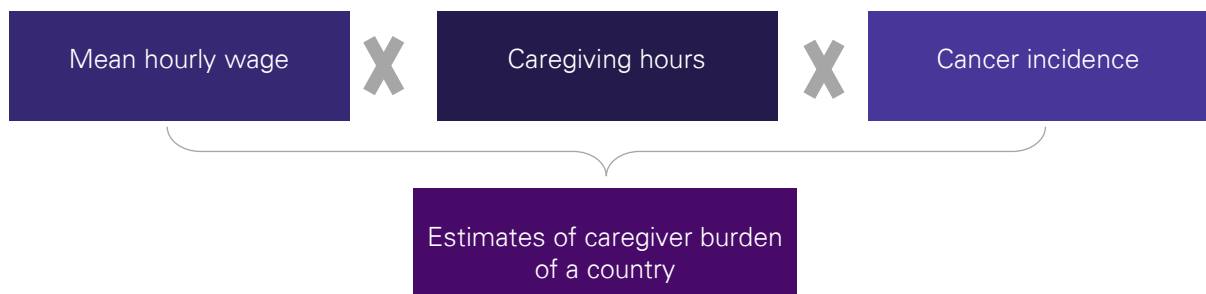 Mean hourly wage
Caregiving hours
Cancer incidence
Estimates of caregiver burden
of a country